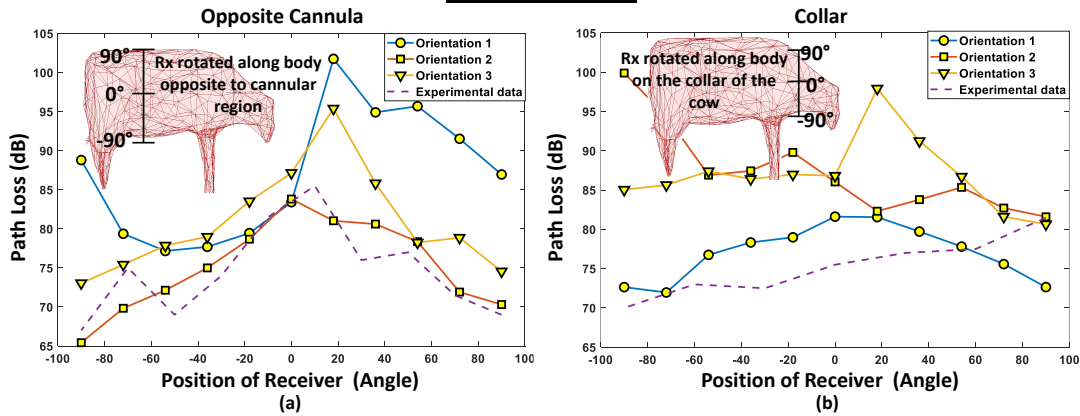 Opposite Cannula
105
100
95
90
85
80
75
70
65
Path Loss (dB)
-100
-80
-60
-40
-20
0
20
40
60
80
100
Position of Receiver (Angle)
(a)
90°
0°
-90°
Rx rotated along body
opposite to cannular
region
Orientation 1
Orientation 2
Orientation 3
Experimental data
Collar
105
100
95
90
85
80
75
70
65
Path Loss (dB)
-100
-80
-60
-40
-20
0
20
40
60
80
100
Position of Receiver (Angle)
(b)
Rx rotated along body
on the collar of the
cow
90°
0°
-90°
Orientation 1
Orientation 2
Orientation 3
Experimental data